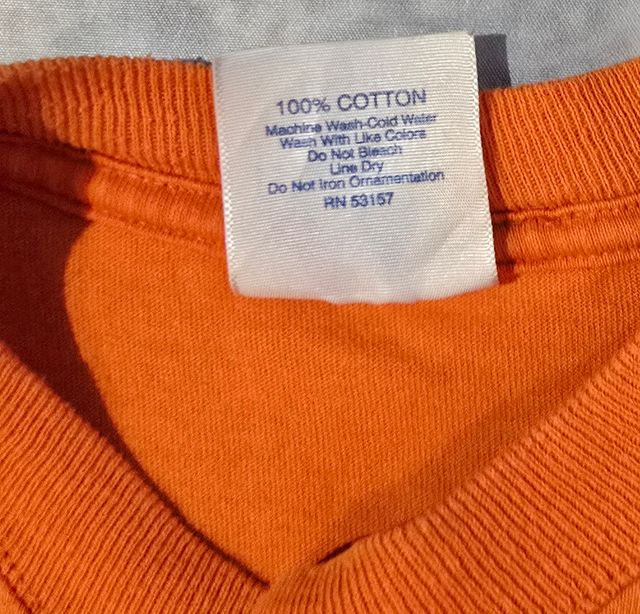 100% COTTON
Machine Wash-Cold Water
Wash With Like Colors
Do Not Bleach
Line Dry
Do Not Iron Ornamentation
RN 53157